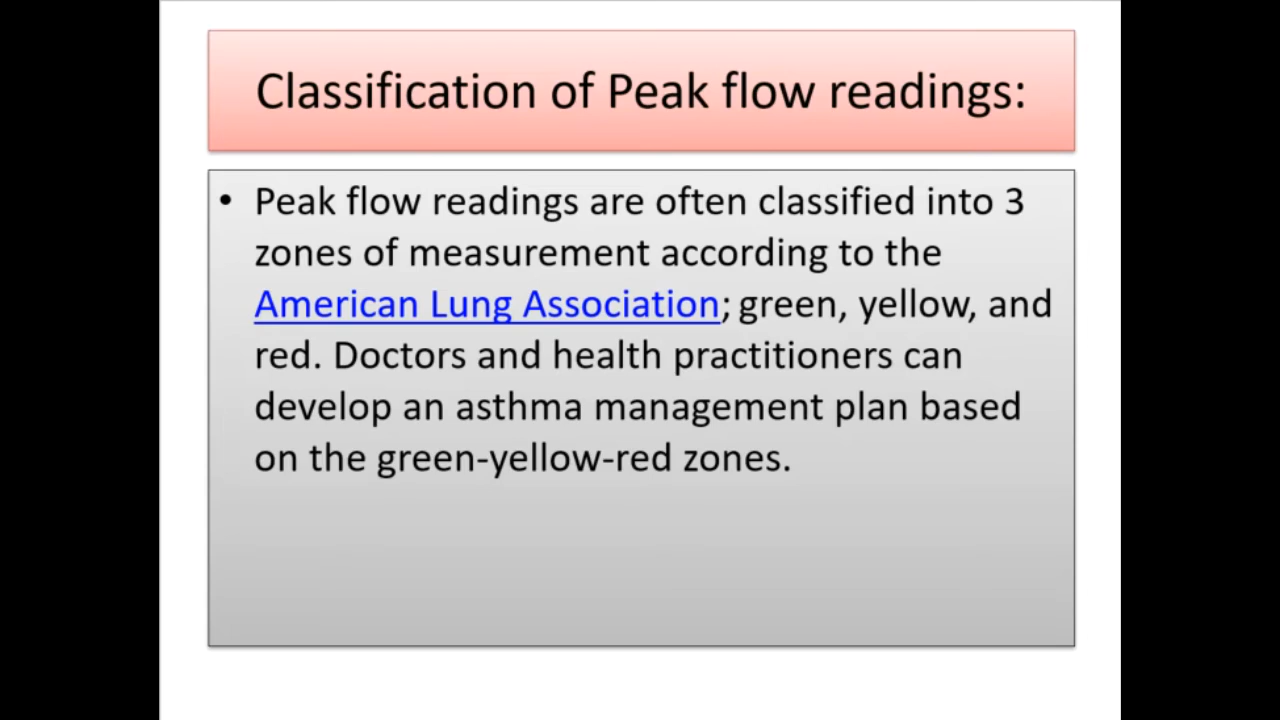 Classification of Peak flow readings:
• Peak flow readings are often classified into 3
zones of measurement according to the
American Lung Association; green, yellow, and
red. Doctors and health practitioners can
develop an asthma management plan based
on the green-yellow-red zones.